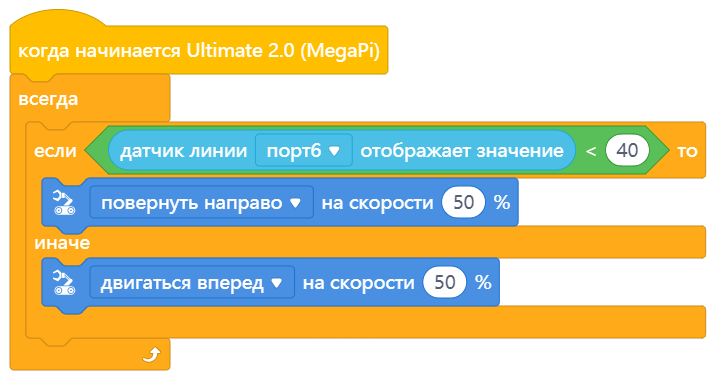 когда начинается Ultimate 2.0 (MegaPi)
всегда
если датчик линии порт6 отображает значение < 40 то
повернуть направо на скорости 50 %
иначе
двигаться вперед на скорости 50 %